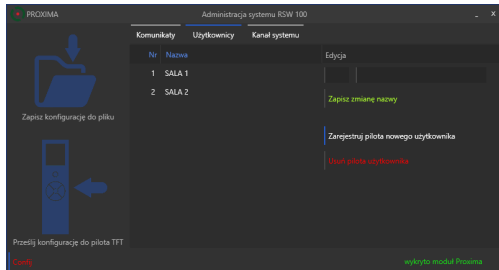 PROXIMA
Administracja systemu RSW 100
_ x
Komunikaty Użytkownicy Kanał systemu
Nr Nazwa
Edycja
1 SALA 1
2 SALA 2
Zapisz zmianę nazwy
Zapisz konfigurację do pliku
Zarejestruj pilota nowego użytkownika
Usuń pilota użytkownika
Prześlij konfigurację do pilota TFT
Cofnij
wykryto moduł Proxima